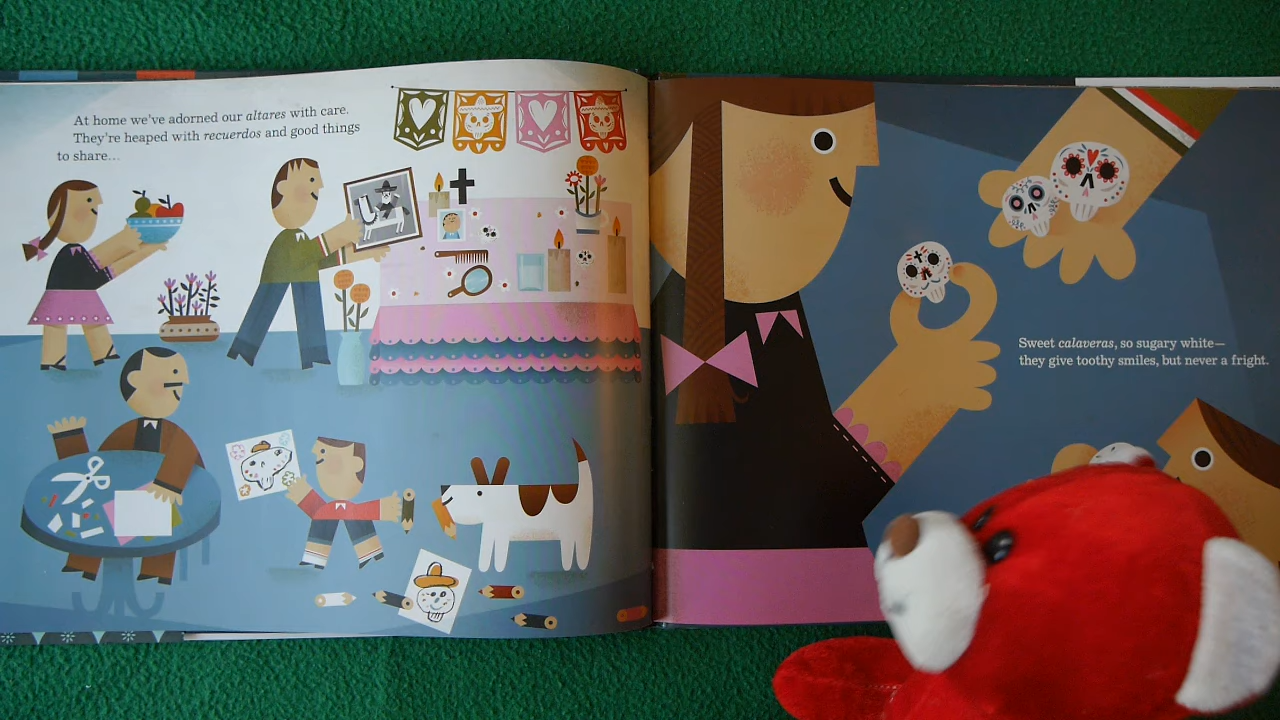 At home we've adorned our altares with care.
They're heaped with recuerdos and good things
to share...
Sweet calaveras, so sugary white—
they give toothy smiles, but never a fright.